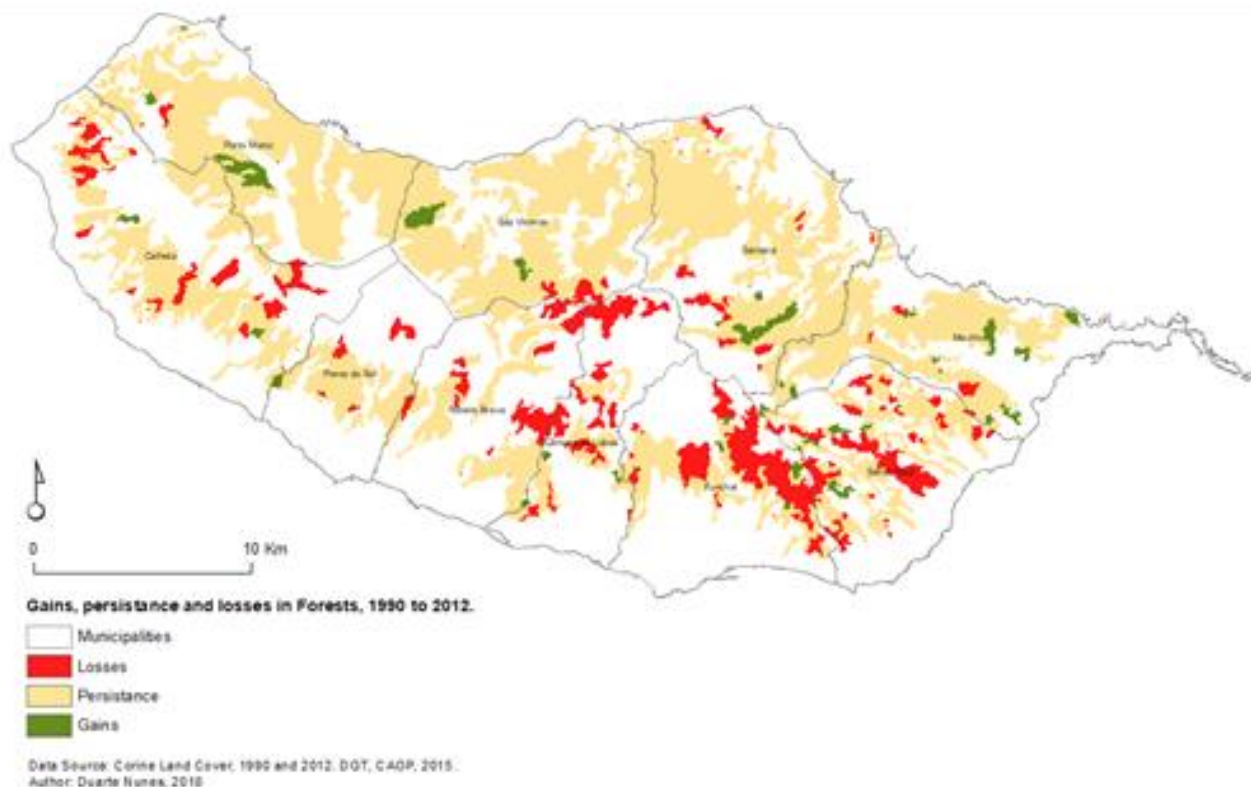 Porto Moniz
São Vicente
Santana
Calheta
Machico
Ponta do Sol
Ribeira Brava
Funchal
0 10 Km
Gains, persistance and losses in Forests, 1990 to 2012.
Municipalities
Losses
Persistance
Gains
Data Source: Corine Land Cover, 1990 and 2012. DGT, CAOP, 2015.
Author: Duarte Nunes, 2016